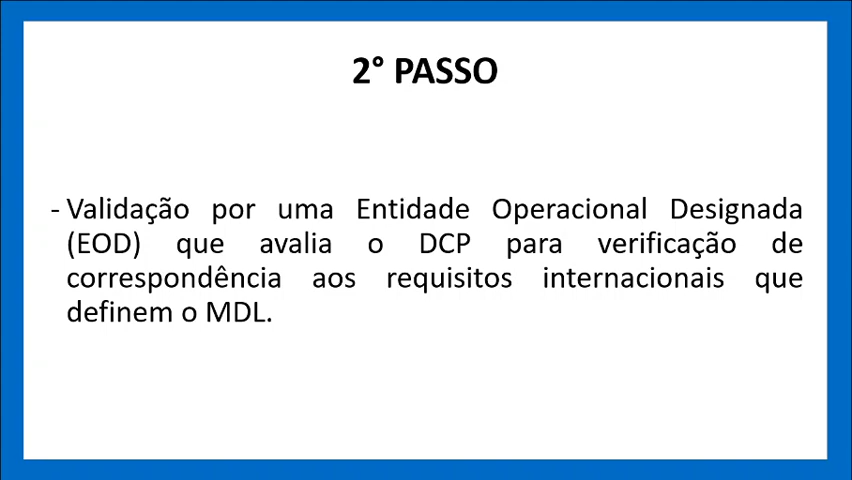 2° PASSO
- Validação por uma Entidade Operacional Designada
(EOD) que avalia o DCP para verificação de
correspondência aos requisitos internacionais que
definem o MDL.